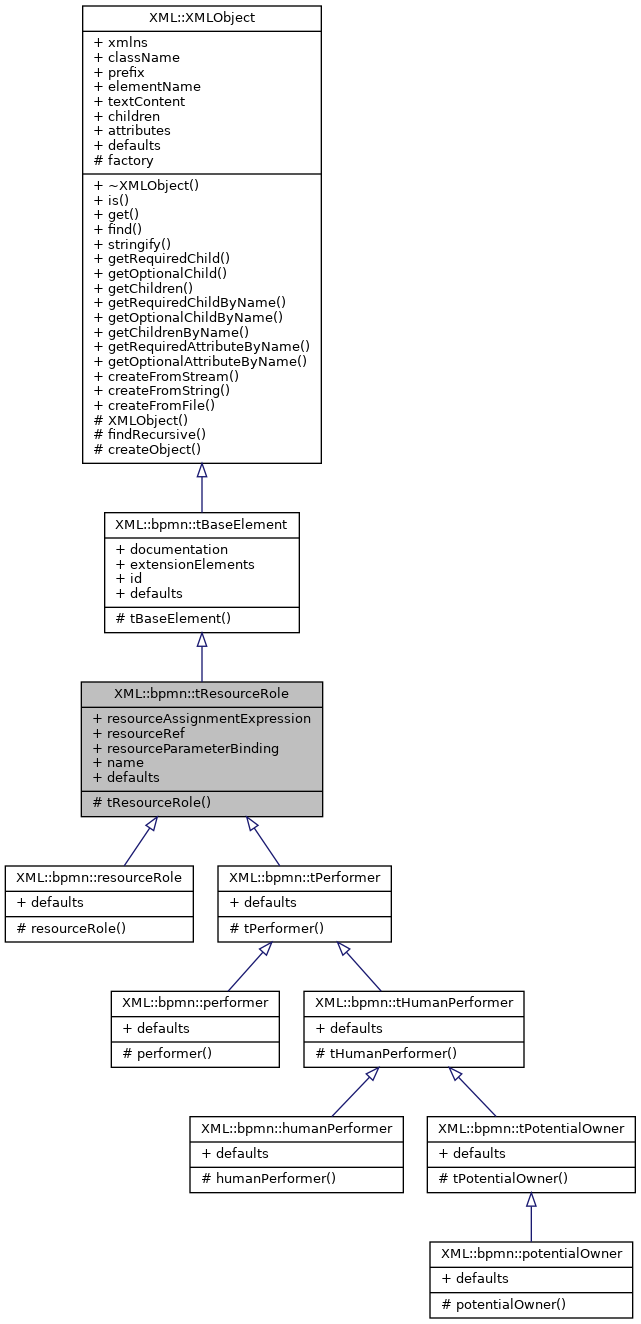 XML::XMLObject
+ xmlns
+ className
+ prefix
+ elementName
+ textContent
+ children
+ attributes
+ defaults
# factory
+ ~XMLObject()
+ is()
+ get()
+ find()
+ stringify()
+ getRequiredChild()
+ getOptionalChild()
+ getChildren()
+ getRequiredChildByName()
+ getOptionalChildByName()
+ getChildrenByName()
+ getRequiredAttributeByName()
+ getOptionalAttributeByName()
+ createFromStream()
+ createFromString()
+ createFromFile()
# XMLObject()
# findRecursive()
# createObject()
XML::bpmn::tBaseElement
+ documentation
+ extensionElements
+ id
+ defaults
# tBaseElement()
XML::bpmn::tResourceRole
+ resourceAssignmentExpression
+ resourceRef
+ resourceParameterBinding
+ name
+ defaults
# tResourceRole()
XML::bpmn::resourceRole
+ defaults
# resourceRole()
XML::bpmn::tPerformer
+ defaults
# tPerformer()
XML::bpmn::performer
+ defaults
# performer()
XML::bpmn::tHumanPerformer
+ defaults
# tHumanPerformer()
XML::bpmn::humanPerformer
+ defaults
# humanPerformer()
XML::bpmn::tPotentialOwner
+ defaults
# tPotentialOwner()
XML::bpmn::potentialOwner
+ defaults
# potentialOwner()